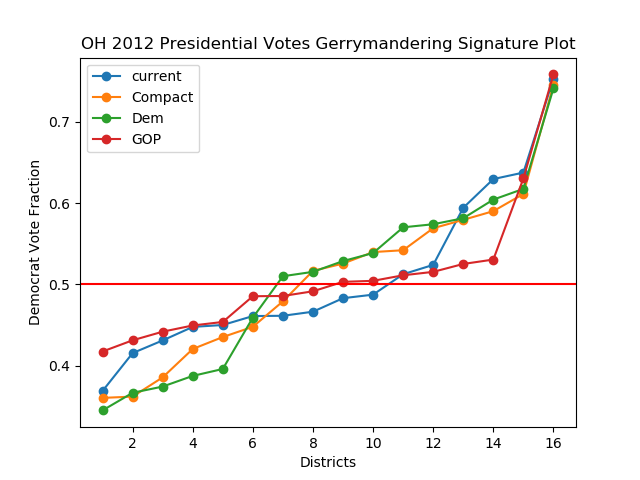 OH 2012 Presidential Votes Gerrymandering Signature Plot
current
Compact
Dem
GOP
0.7
0.6
0.5
0.4
Democrat Vote Fraction
2 4 6 8 10 12 14 16
Districts